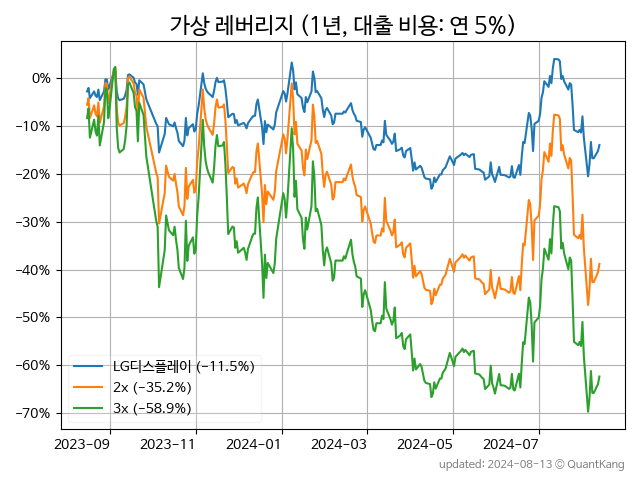 가상 레버리지 (1년, 대출 비용: 연 5%)
0%
−10%
−20%
−30%
−40%
−50%
−60%
−70%
LG디스플레이 (−11.5%)
2x (−35.2%)
3x (−58.9%)
2023-09 2023-11 2024-01 2024-03 2024-05 2024-07
updated: 2024-08-13 © QuantKang